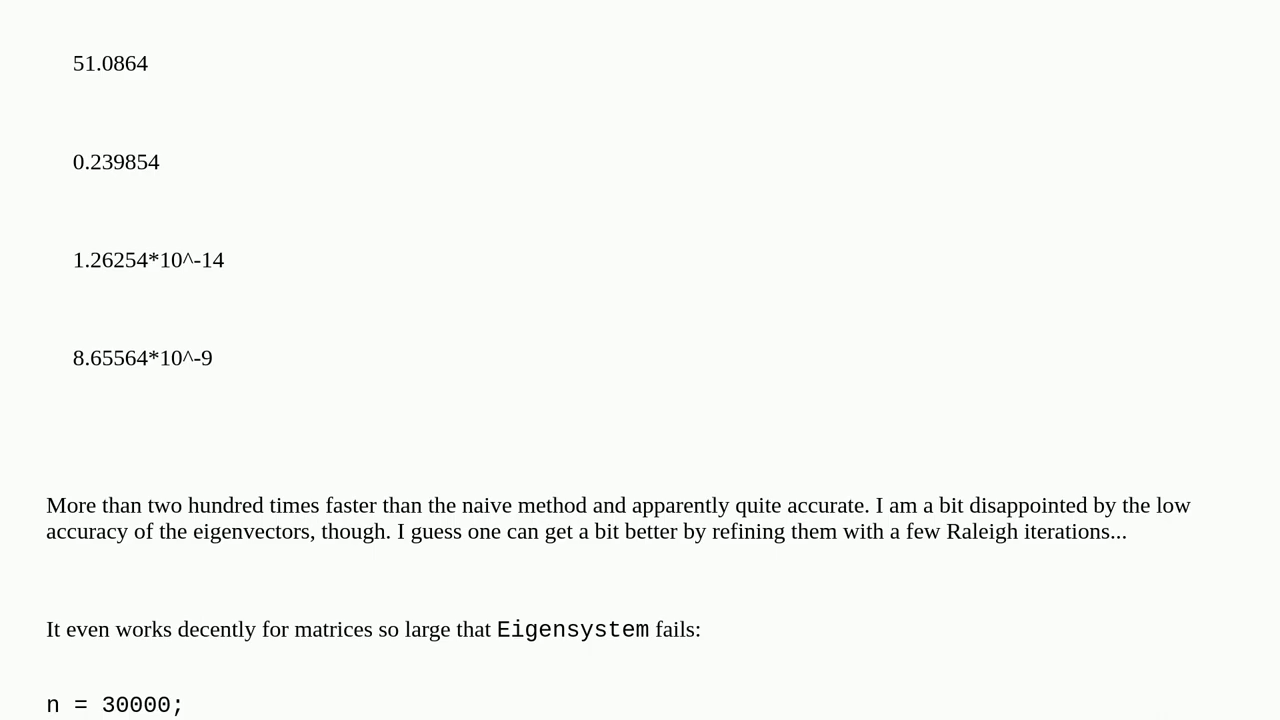 51.0864
0.239854
1.26254*10^-14
8.65564*10^-9
More than two hundred times faster than the naive method and apparently quite accurate. I am a bit disappointed by the low
accuracy of the eigenvectors, though. I guess one can get a bit better by refining them with a few Raleigh iterations...
It even works decently for matrices so large that Eigensystem fails:
n = 30000;